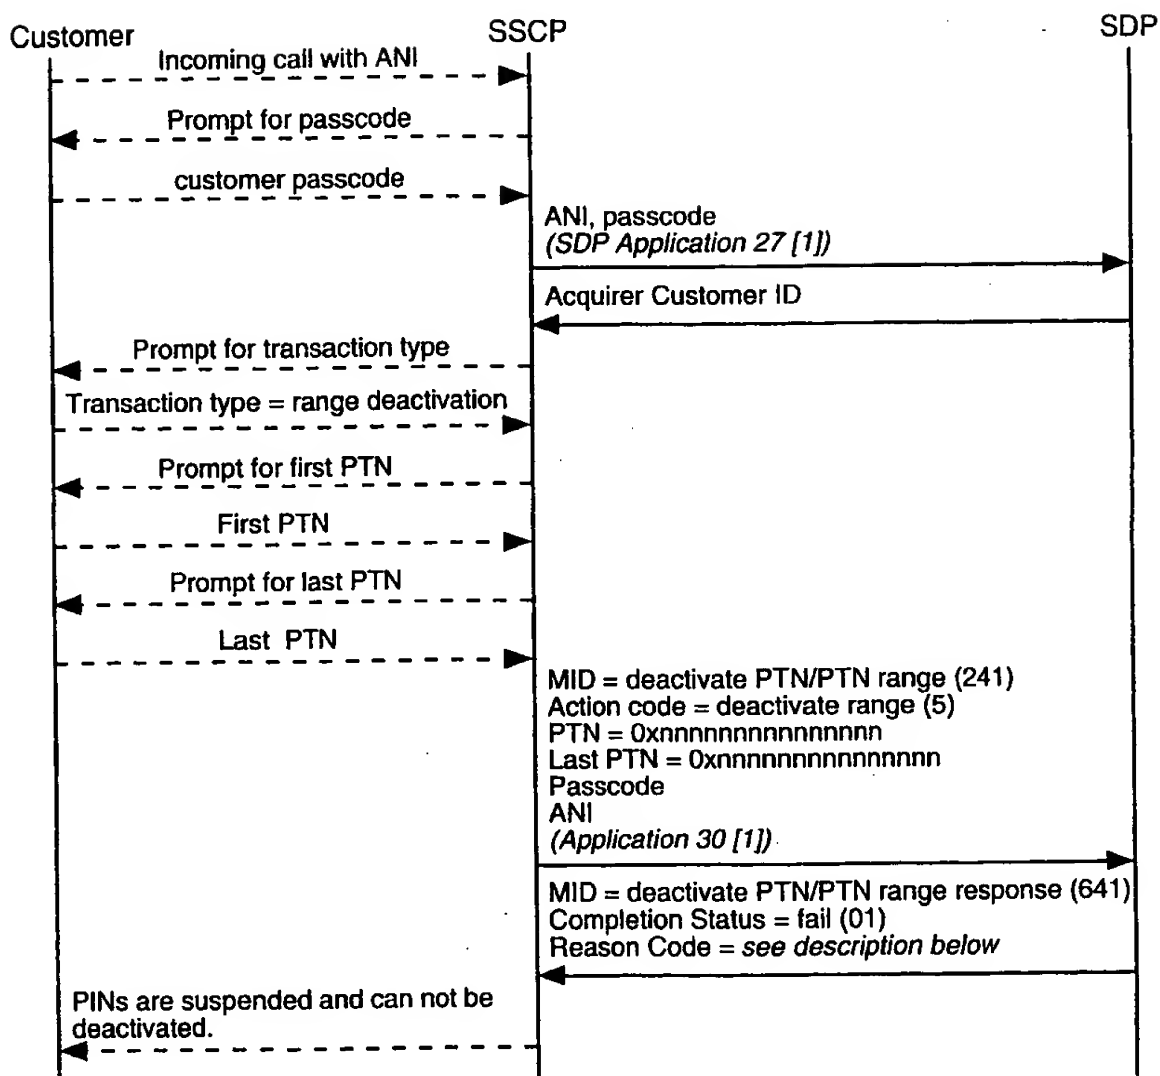 Customer
SSCP
SDP
Incoming call with ANI
Prompt for passcode
customer passcode
ANI, passcode
(SDP Application 27 [1])
Acquirer Customer ID
Prompt for transaction type
Transaction type = range deactivation
Prompt for first PTN
First PTN
Prompt for last PTN
Last PTN
MID = deactivate PTN/PTN range (241)
Action code = deactivate range (5)
PTN = 0xnnnnnnnnnnnnnnnn
Last PTN = 0xnnnnnnnnnnnnnnnn
Passcode
ANI
(Application 30 [1])
MID = deactivate PTN/PTN range response (641)
Completion Status = fail (01)
Reason Code = see description below
PINs are suspended and can not be
deactivated.